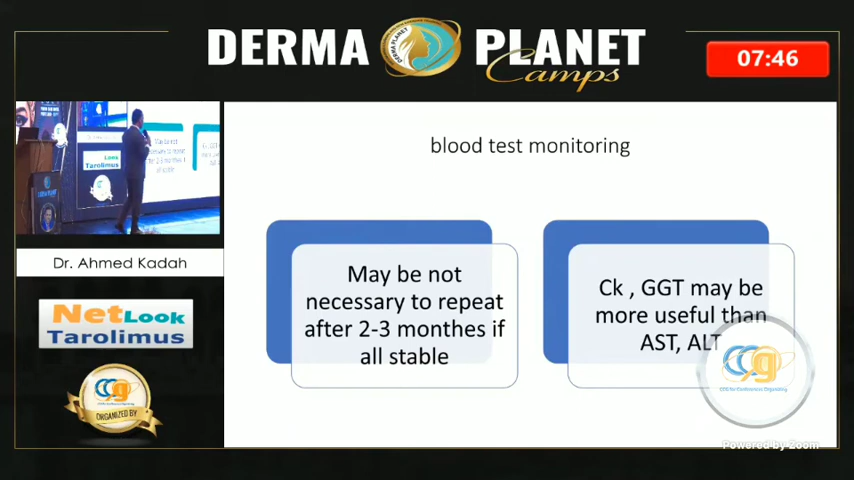 DERMA PLANET
Camps
07:46
blood test monitoring
May be not
necessary to repeat
after 2-3 monthes if
all stable
Ck , GGT may be
more useful than
AST, ALT
Dr. Ahmed Kadah
NetLook
Tarolimus
ORGANIZED BY
Powered by Zoom